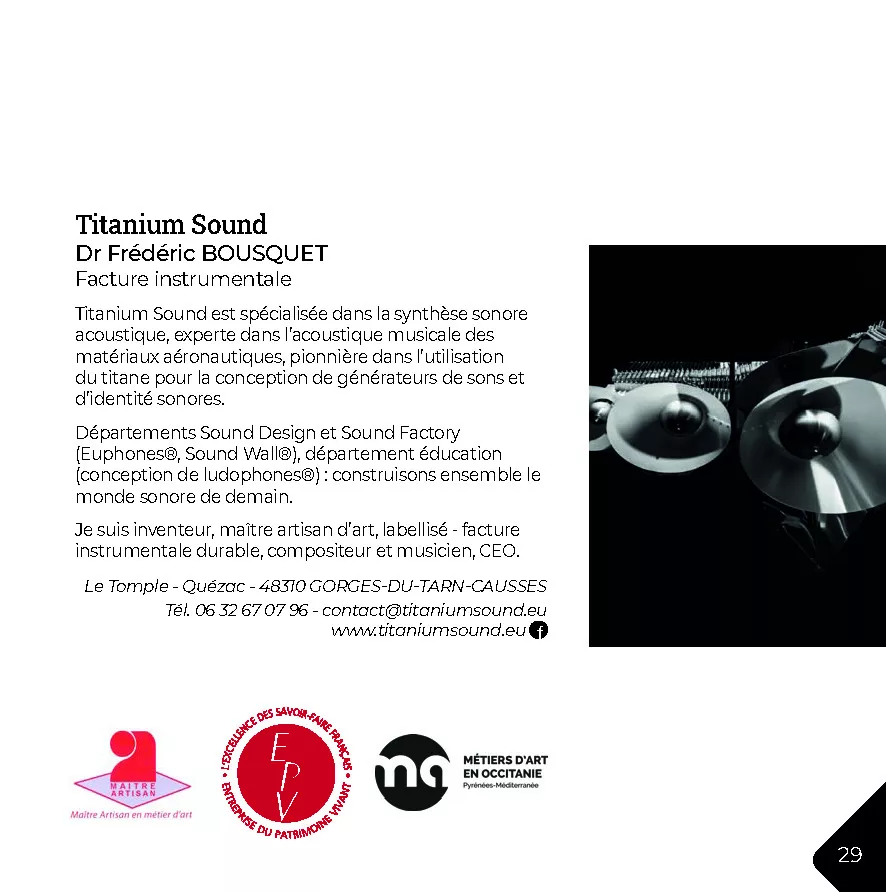 Titanium Sound
Dr Frédéric BOUSQUET
Facture instrumentale
Titanium Sound est spécialisée dans la synthèse sonore
acoustique, experte dans l'acoustique musicale des
matériaux aéronautiques, pionnière dans l'utilisation
du titane pour la conception de générateurs de sons et
d'identité sonores.
Départements Sound Design et Sound Factory
(Euphones®, Sound Wall®), département éducation
(conception de ludophones®) : construisons ensemble le
monde sonore de demain.
Je suis inventeur, maître artisan d'art, labellisé - facture
instrumentale durable, compositeur et musicien, CEO.
Le Tomple - Quézac - 48310 GORGES-DU-TARN-CAUSSES
Tél. 06 32 67 07 96 - contact@titaniumsound.eu
www.titaniumsound.eu f
MAITRE
ARTISAN
Maître Artisan en métier d'art
• L'EXCELLENCE DES SAVOIR-FAIRE FRANÇAIS •
EPV
ENTREPRISE DU PATRIMOINE VIVANT
ma
MÉTIERS D'ART
EN OCCITANIE
Pyrénées-Méditerranée
29